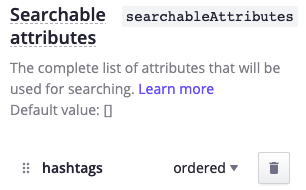 Searchable searchableAttributes
attributes
The complete list of attributes that will be
used for searching. Learn more
Default value: []
hashtags ordered